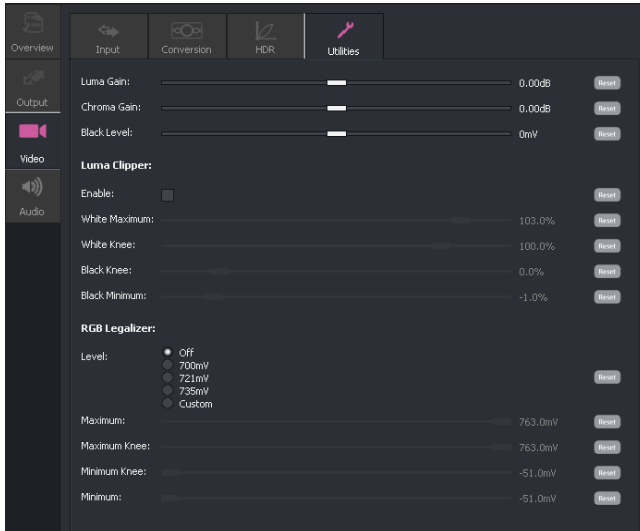 Overview
Output
Video
Audio
Input
Conversion
HDR
Utilities
Luma Gain: 0.00dB Reset
Chroma Gain: 0.00dB Reset
Black Level: 0mV Reset
Luma Clipper:
Enable: Reset
White Maximum: 103.0% Reset
White Knee: 100.0% Reset
Black Knee: 0.0% Reset
Black Minimum: -1.0% Reset
RGB Legalizer:
Level:
Off
700mV
721mV
735mV
Custom
Reset
Maximum: 763.0mV Reset
Maximum Knee: 763.0mV Reset
Minimum Knee: -51.0mV Reset
Minimum: -51.0mV Reset